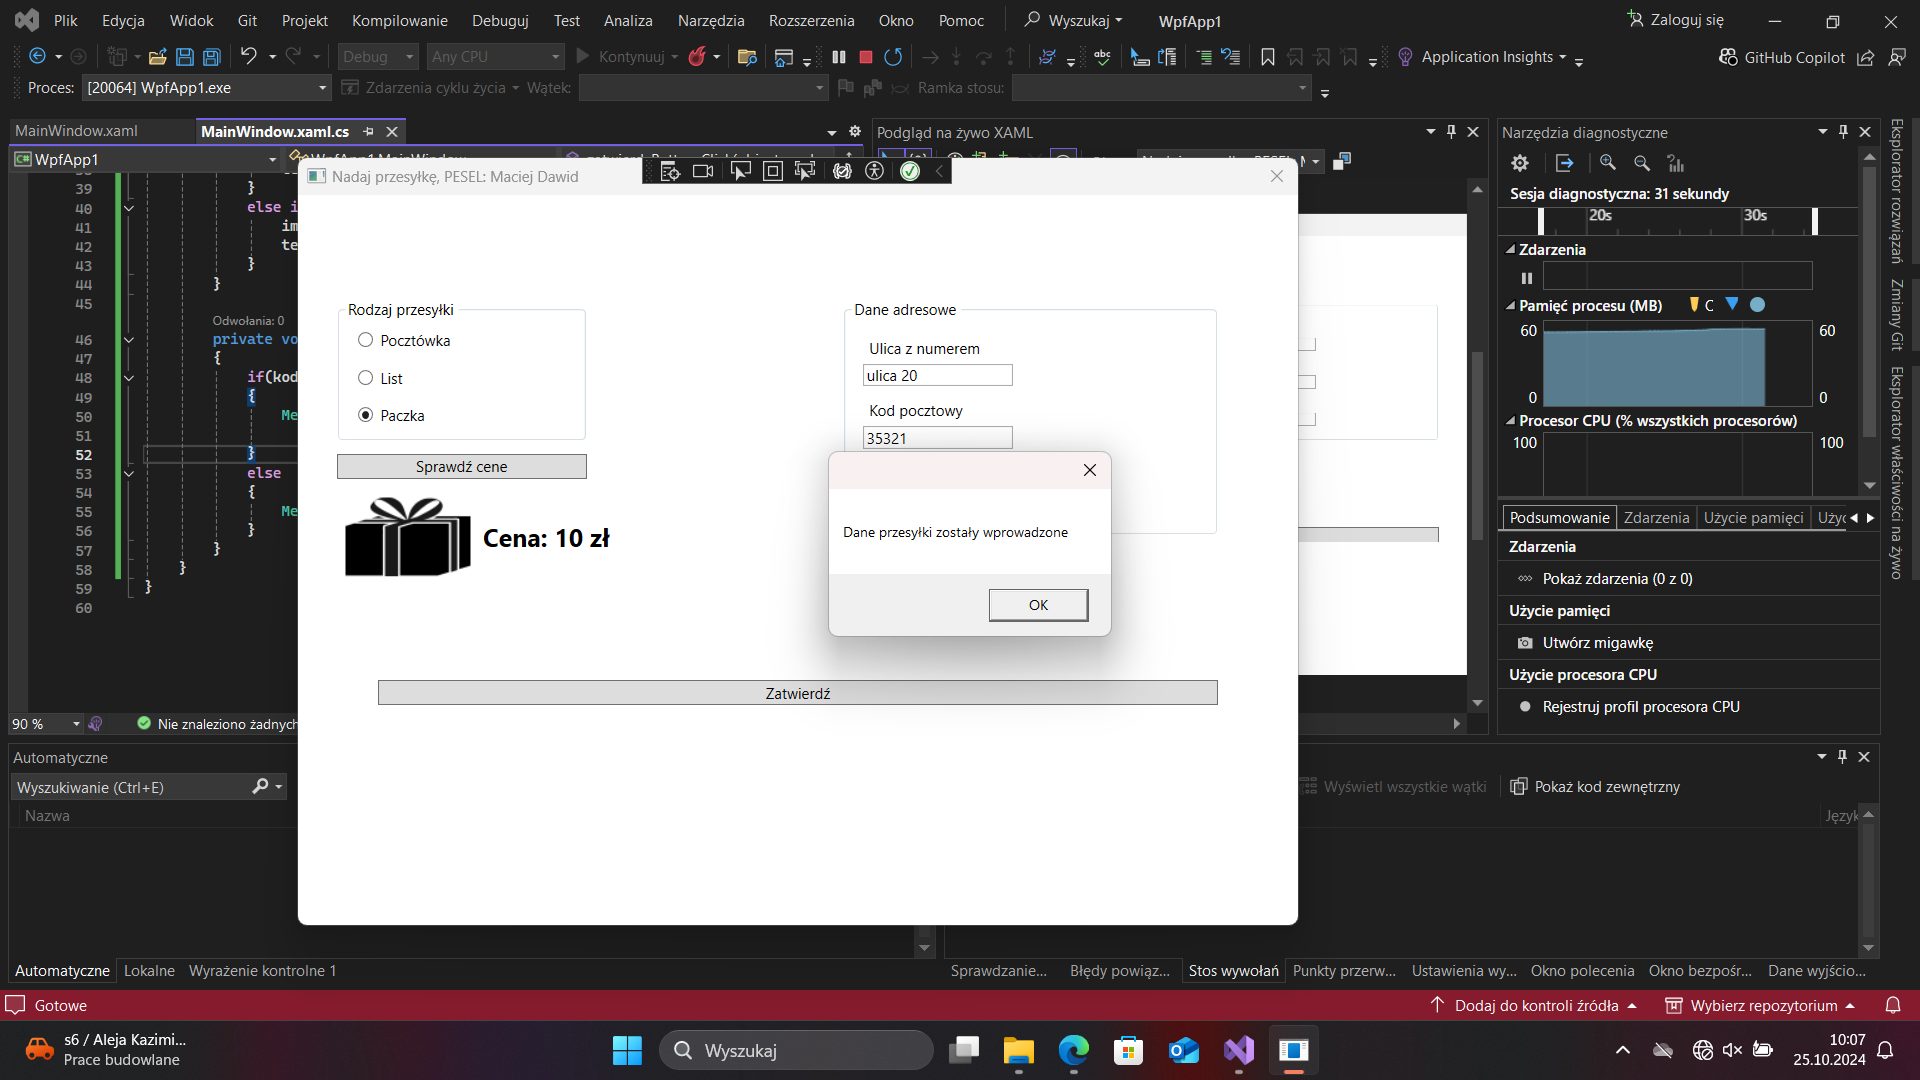 Plik Edycja Widok Git Projekt Kompilowanie Debuguj Test Analiza Narzędzia Rozszerzenia Okno Pomoc Wyszukaj WpfApp1 Zaloguj się
Debug Any CPU Kontynuuj Application Insights GitHub Copilot
Proces: [20064] WpfApp1.exe Zdarzenia cyklu życia Wątek: Ramka stosu:
MainWindow.xaml MainWindow.xaml.cs Podgląd na żywo XAML Narzędzia diagnostyczne
WpfApp1
Nadaj przesyłkę, PESEL: Maciej Dawid
Sesja diagnostyczna: 31 sekundy
20s 30s
39 }
40 else i
41 im
42 te
43 }
44 }
45
Odwołania: 0
46 private vo
47 {
48 if(kod
49 {
50 Me
51
52 }
53 else
54 {
55 Me
56 }
57 }
58 }
59 }
60
90 % Nie znaleziono żadnych
Rodzaj przesyłki
Pocztówka
List
Paczka
Sprawdź cene
Cena: 10 zł
Dane adresowe
Ulica z numerem
ulica 20
Kod pocztowy
35321
Dane przesyłki zostały wprowadzone
OK
Zatwierdź
Zdarzenia
Pamięć procesu (MB) C
60 60
0 0
Procesor CPU (% wszystkich procesorów)
100 100
Podsumowanie Zdarzenia Użycie pamięci Użyc
Zdarzenia
Pokaż zdarzenia (0 z 0)
Użycie pamięci
Utwórz migawkę
Użycie procesora CPU
Rejestruj profil procesora CPU
Eksplorator rozwiązań
Zmiany Git
Eksplorator właściwości na żywo
Automatyczne
Wyszukiwanie (Ctrl+E)
Nazwa
Wyświetl wszystkie wątki Pokaż kod zewnętrzny
Język
Automatyczne Lokalne Wyrażenie kontrolne 1
Sprawdzanie... Błędy powiąz... Stos wywołań Punkty przerw... Ustawienia wy... Okno polecenia Okno bezpośr... Dane wyjścio...
Gotowe Dodaj do kontroli źródła Wybierz repozytorium
s6 / Aleja Kazimi...
Prace budowlane
Wyszukaj
10:07
25.10.2024